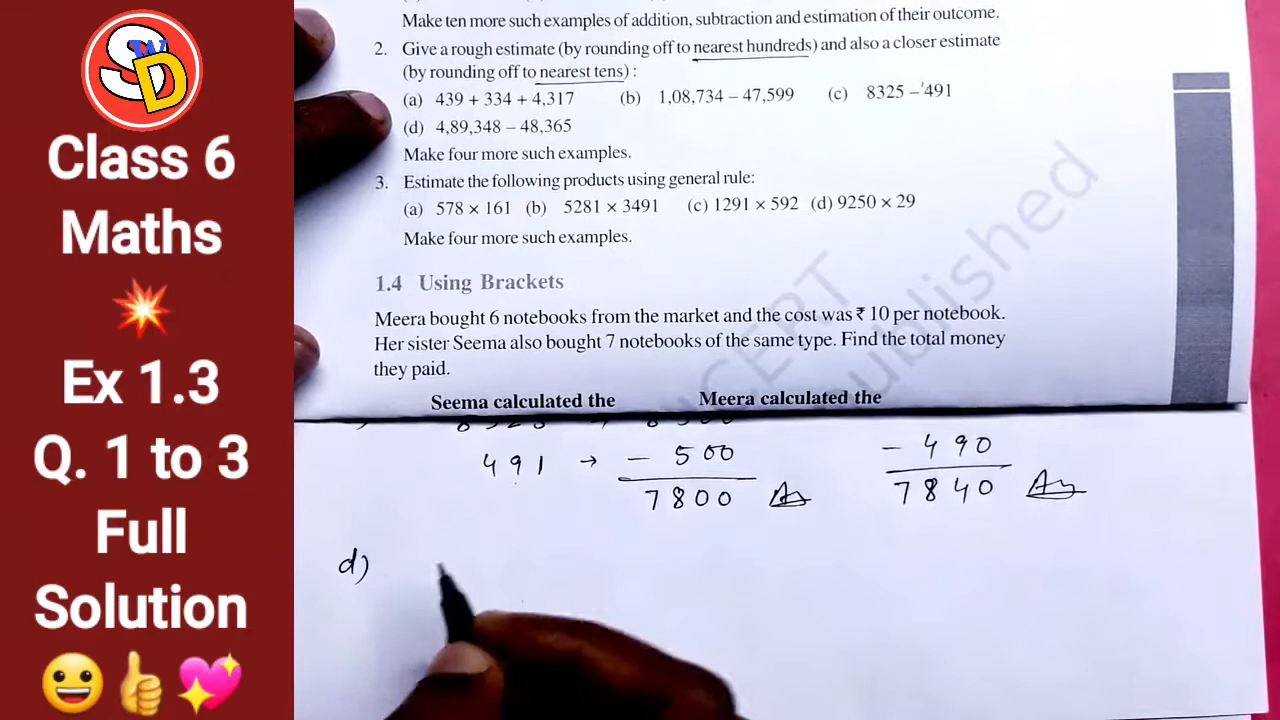 SWD
Class 6
Maths
💥
Ex 1.3
Q. 1 to 3
Full
Solution
😀👍💖
Make ten more such examples of addition, subtraction and estimation of their outcome.
2. Give a rough estimate (by rounding off to nearest hundreds) and also a closer estimate
(by rounding off to nearest tens) :
(a) 439 + 334 + 4,317 (b) 1,08,734 – 47,599 (c) 8325 – 491
(d) 4,89,348 – 48,365
Make four more such examples.
3. Estimate the following products using general rule:
(a) 578 × 161 (b) 5281 × 3491 (c) 1291 × 592 (d) 9250 × 29
Make four more such examples.
1.4 Using Brackets
Meera bought 6 notebooks from the market and the cost was ₹ 10 per notebook.
Her sister Seema also bought 7 notebooks of the same type. Find the total money
they paid.
Seema calculated the Meera calculated the
491 → – 500 – 490
7800 Ans 7840 Ans
d)